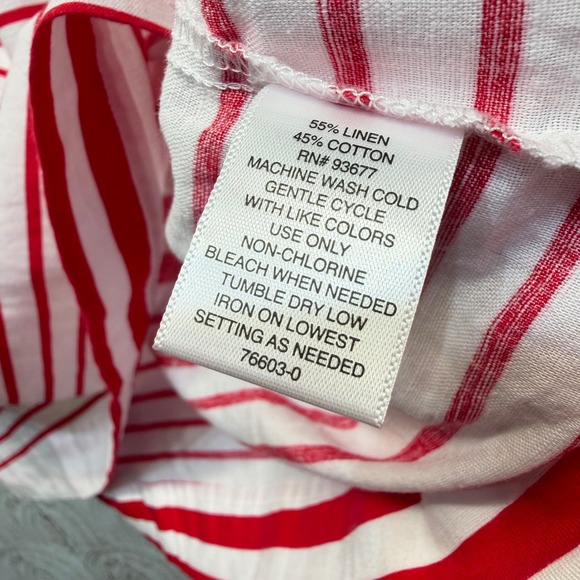 55% LINEN
45% COTTON
RN# 93677
MACHINE WASH COLD
GENTLE CYCLE
WITH LIKE COLORS
USE ONLY
NON-CHLORINE
BLEACH WHEN NEEDED
TUMBLE DRY LOW
IRON ON LOWEST
SETTING AS NEEDED
76603-0